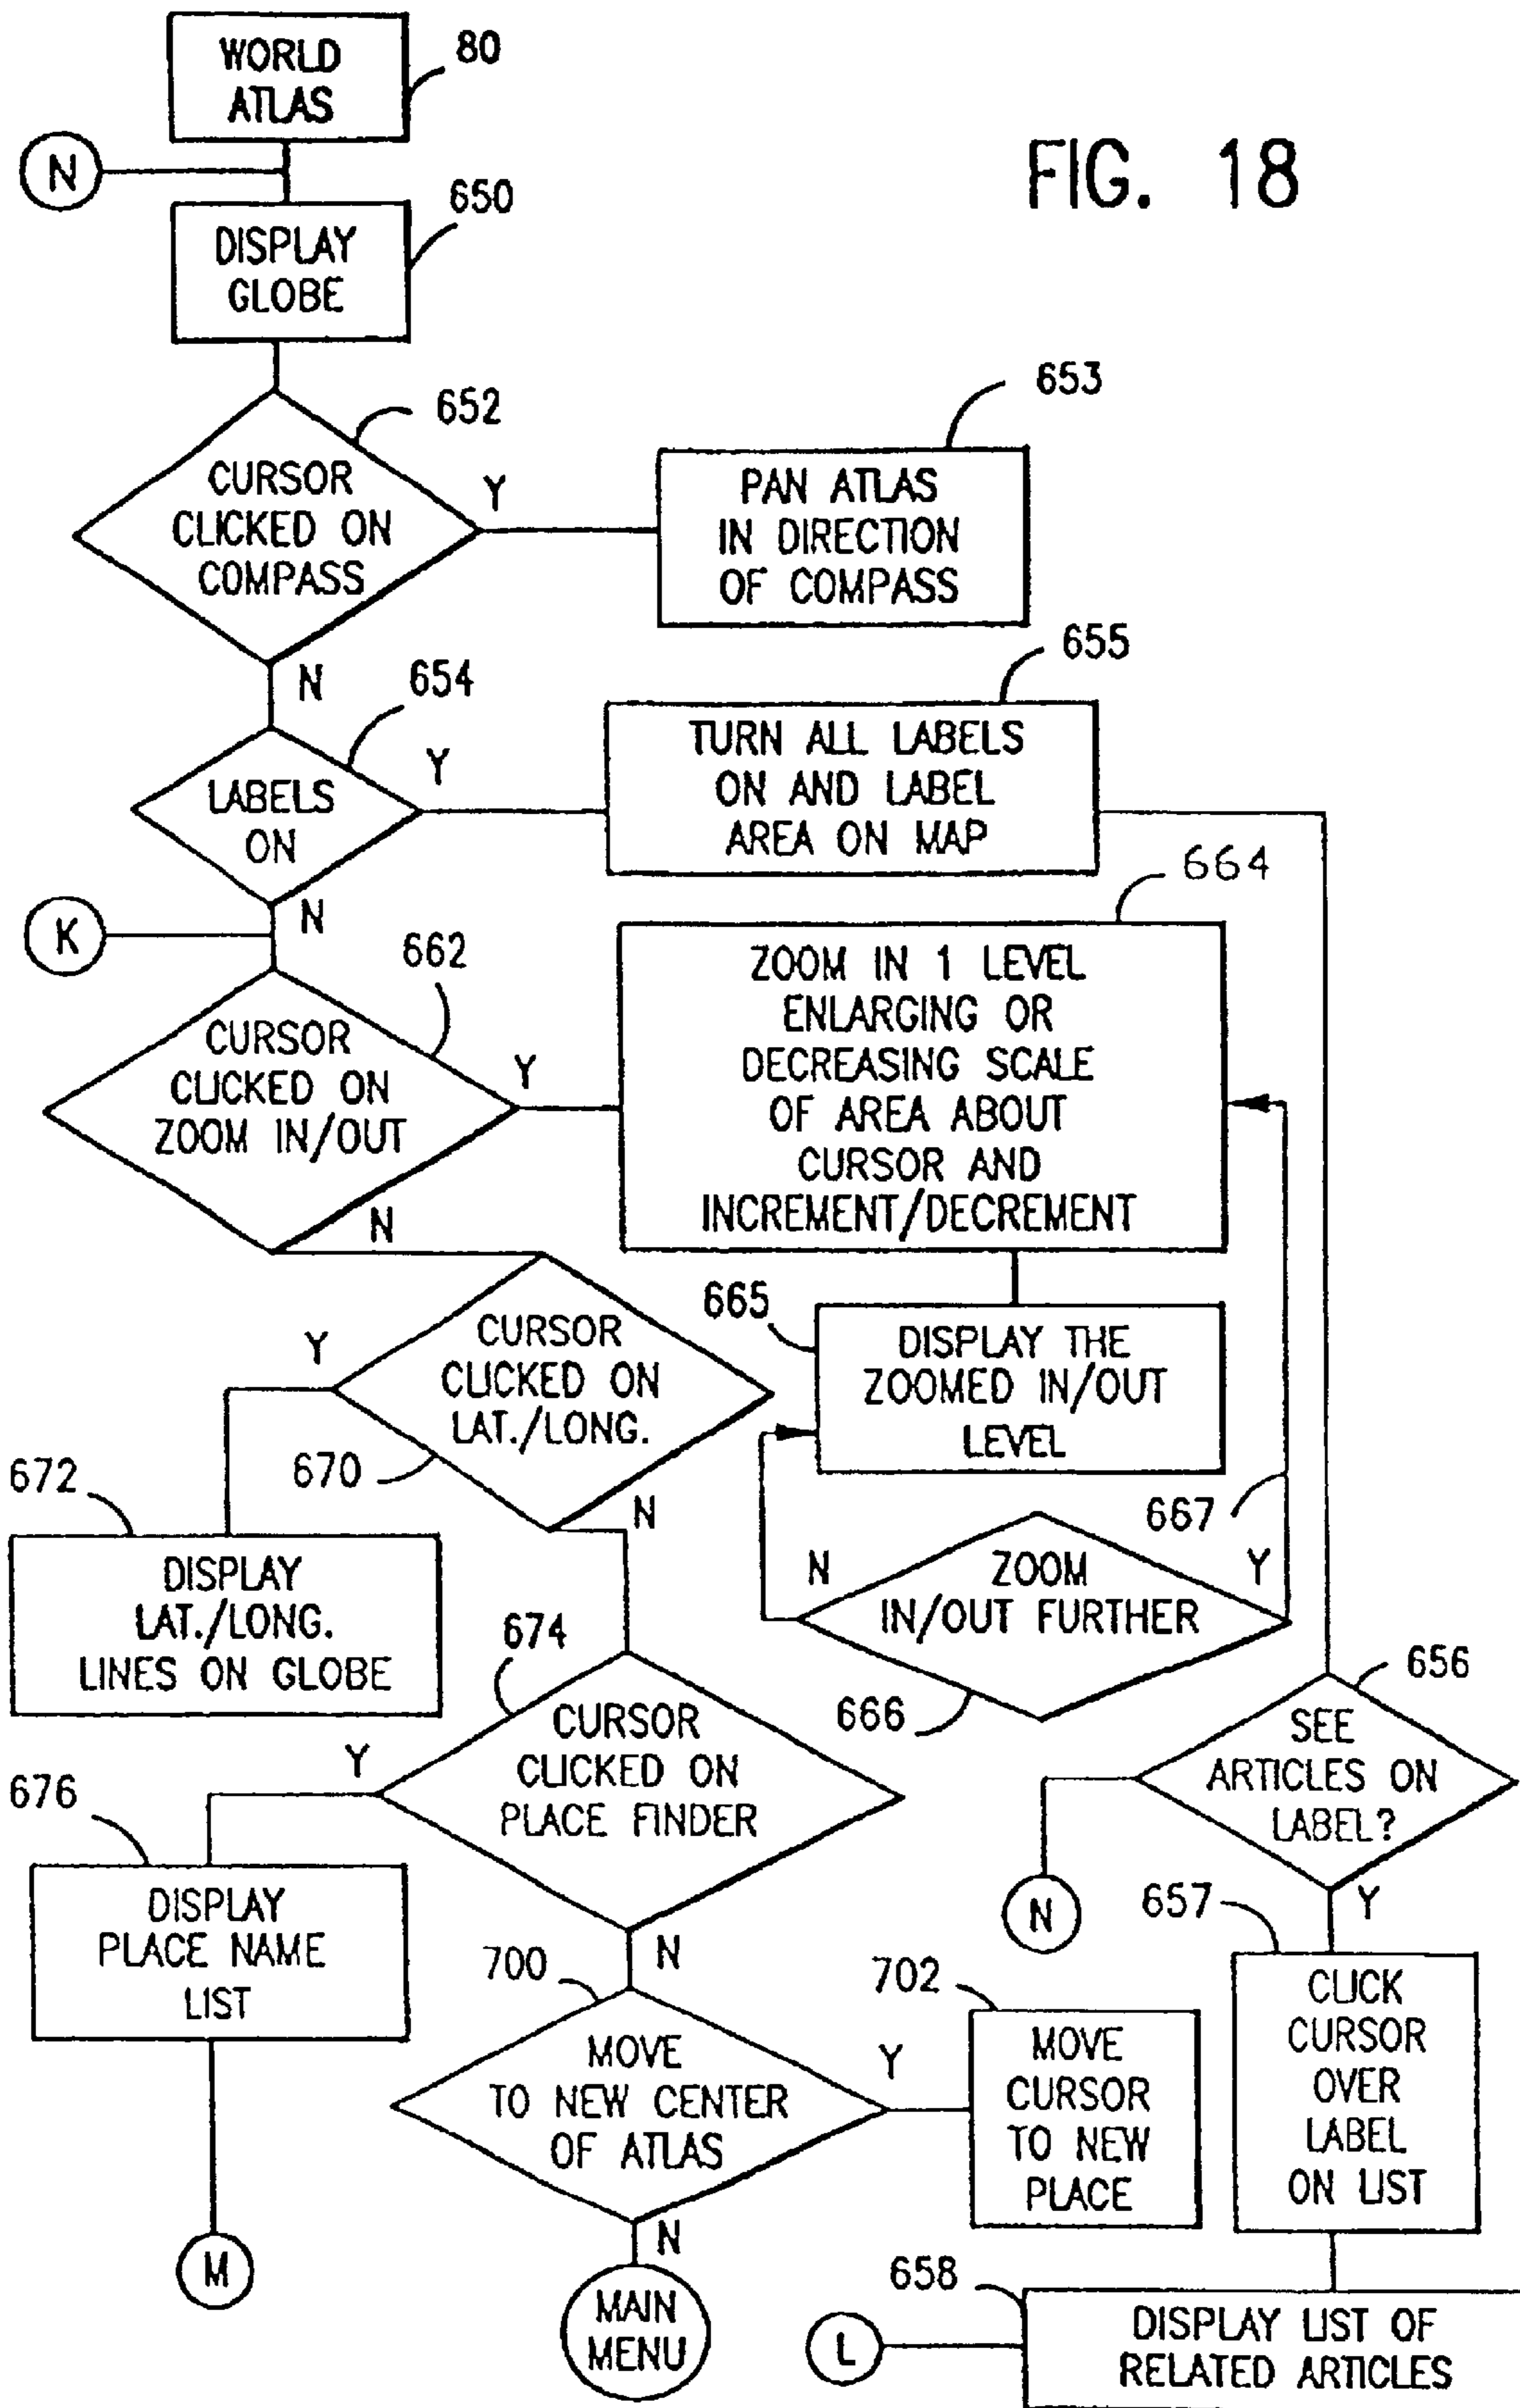 WORLD
ATLAS
80
FIG. 18
N
650
DISPLAY
GLOBE
652
653
CURSOR
CLICKED ON
COMPASS
Y
PAN ATLAS
IN DIRECTION
OF COMPASS
N
654
655
LABELS
ON
Y
TURN ALL LABELS
ON AND LABEL
AREA ON MAP
N
K
662
664
CURSOR
CLICKED ON
ZOOM IN/OUT
Y
ZOOM IN 1 LEVEL
ENLARGING OR
DECREASING SCALE
OF AREA ABOUT
CURSOR AND
INCREMENT/DECREMENT
N
665
DISPLAY THE
ZOOMED IN/OUT
LEVEL
Y
CURSOR
CLICKED ON
LAT./LONG.
670
N
672
DISPLAY
LAT./LONG.
LINES ON GLOBE
667
N
ZOOM
IN/OUT FURTHER
Y
666
674
CURSOR
CLICKED ON
PLACE FINDER
Y
656
SEE
ARTICLES ON
LABEL?
N
Y
676
DISPLAY
PLACE NAME
LIST
M
N
700
MOVE
TO NEW CENTER
OF ATLAS
Y
702
MOVE
CURSOR
TO NEW
PLACE
657
CLICK
CURSOR
OVER
LABEL
ON LIST
N
MAIN
MENU
658
L
DISPLAY LIST OF
RELATED ARTICLES